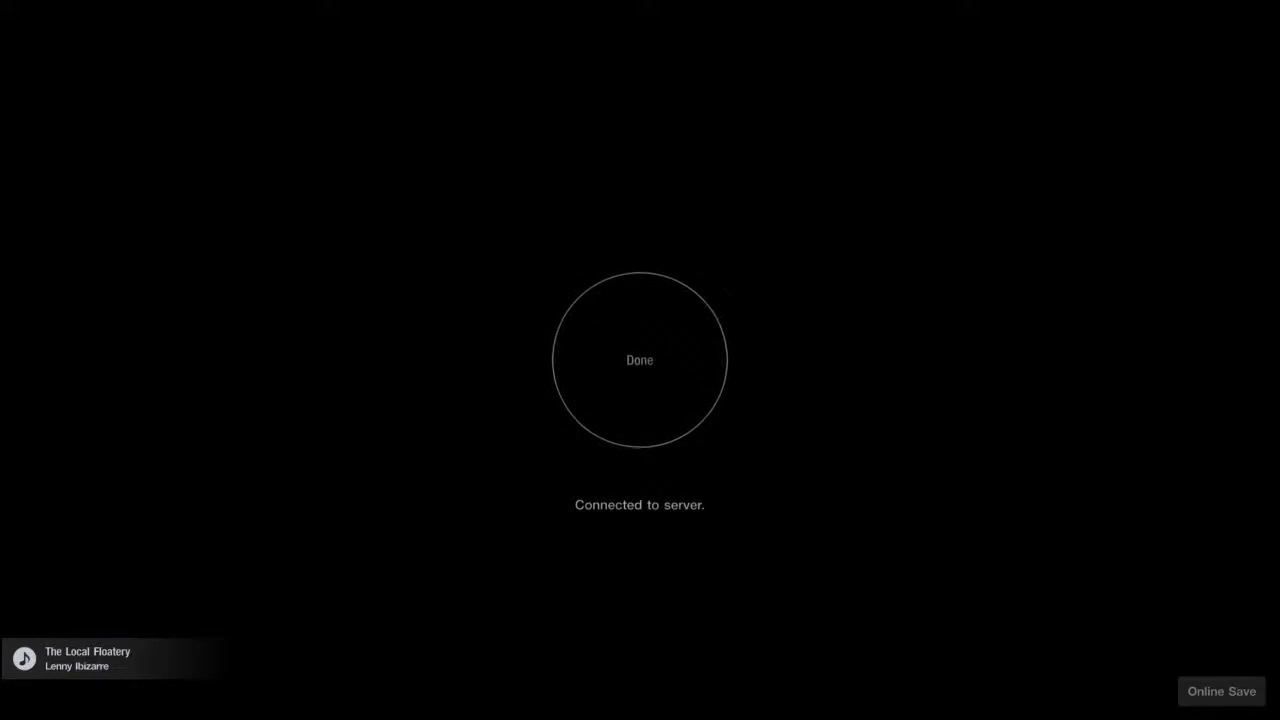 Done
Connected to server.
The Local Floatery
Lenny Ibizarre
Online Save